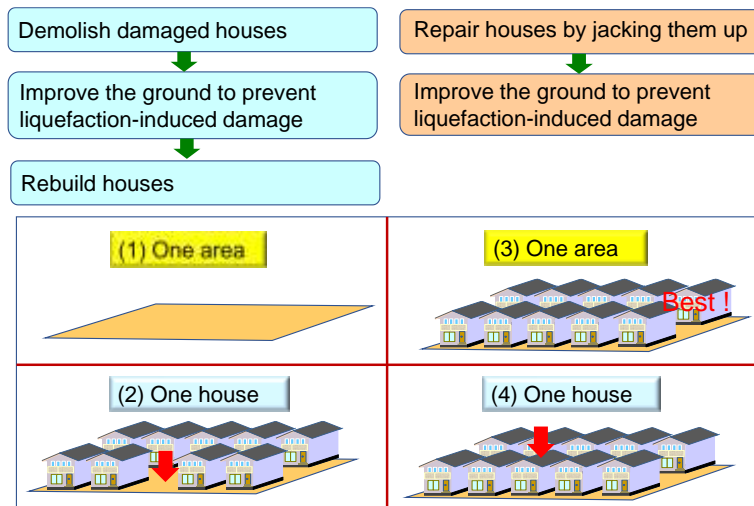 Demolish damaged houses
Improve the ground to prevent
liquefaction-induced damage
Rebuild houses
Repair houses by jacking them up
Improve the ground to prevent
liquefaction-induced damage
(1) One area
(3) One area
Best !
(2) One house
(4) One house